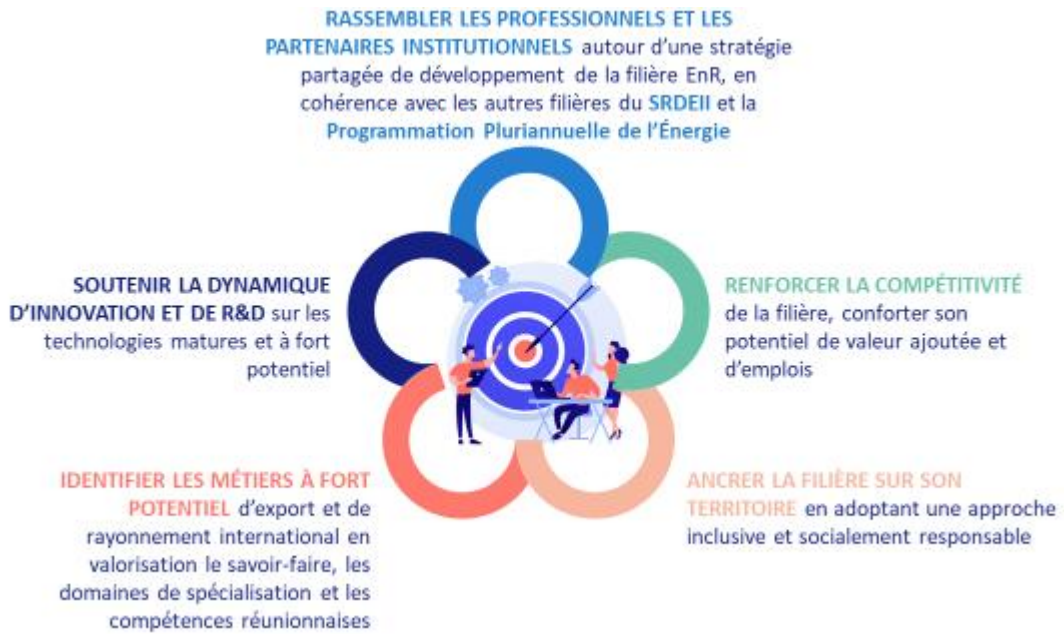 RASSEMBLER LES PROFESSIONNELS ET LES
PARTENAIRES INSTITUTIONNELS autour d'une stratégie
partagée de développement de la filière EnR, en
cohérence avec les autres filières du SRDEII et la
Programmation Pluriannuelle de l'Énergie
SOUTENIR LA DYNAMIQUE
D'INNOVATION ET DE R&D sur les
technologies matures et à fort
potentiel
RENFORCER LA COMPÉTITIVITÉ
de la filière, conforter son
potentiel de valeur ajoutée et
d'emplois
IDENTIFIER LES MÉTIERS À FORT
POTENTIEL d'export et de
rayonnement international en
valorisation le savoir-faire, les
domaines de spécialisation et les
compétences réunionnaises
ANCRER LA FILIÈRE SUR SON
TERRITOIRE en adoptant une approche
inclusive et socialement responsable